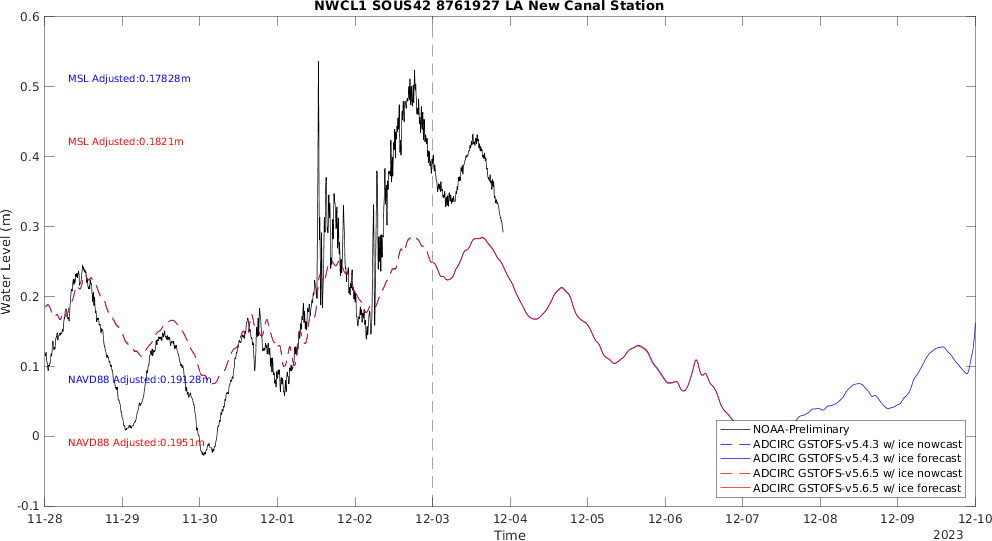 NWCL1 SOUS42 8761927 LA New Canal Station
0.6
0.5
0.4
0.3
0.2
0.1
0
-0.1
Water Level (m)
MSL Adjusted:0.17828m
MSL Adjusted:0.1821m
NAVD88 Adjusted:0.19128m
NAVD88 Adjusted:0.1951m
NOAA-Preliminary
ADCIRC GSTOFS-v5.4.3 w/ ice nowcast
ADCIRC GSTOFS-v5.4.3 w/ ice forecast
ADCIRC GSTOFS-v5.6.5 w/ ice nowcast
ADCIRC GSTOFS-v5.6.5 w/ ice forecast
11-28 11-29 11-30 12-01 12-02 12-03 12-04 12-05 12-06 12-07 12-08 12-09 12-10
Time
2023